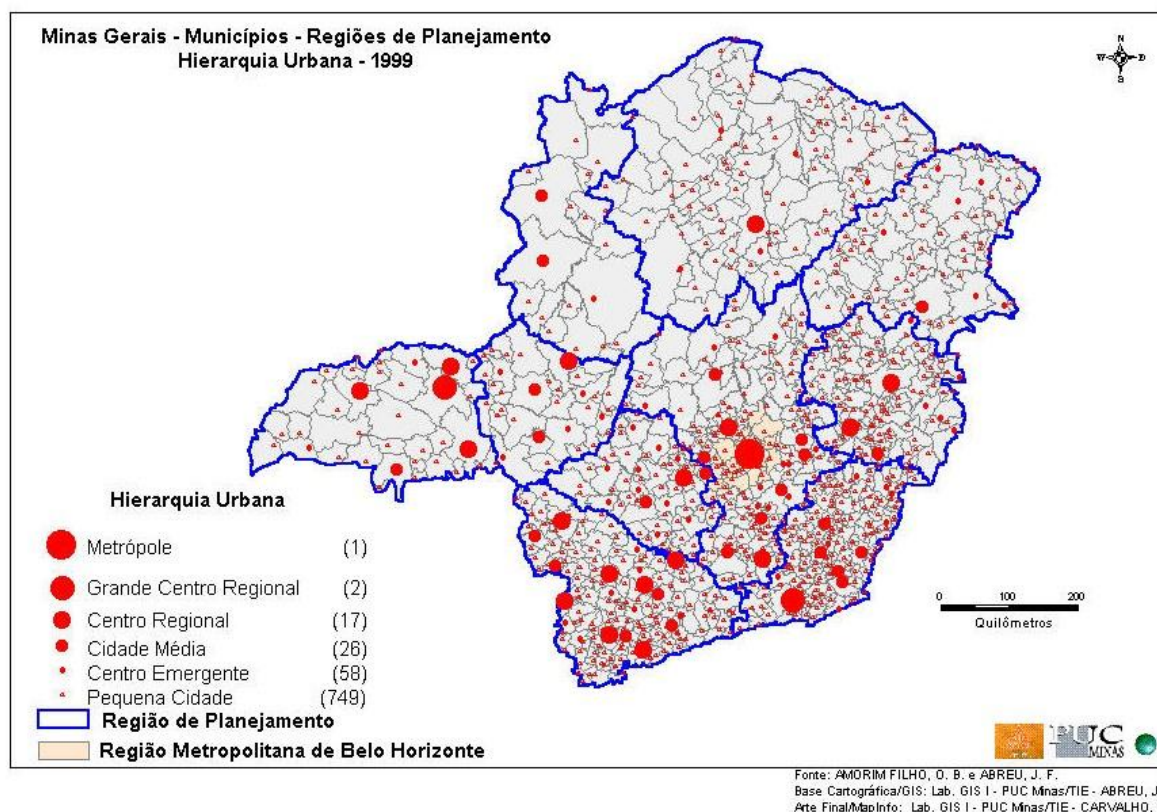 Minas Gerais - Municípios - Regiões de Planejamento
Hierarquia Urbana - 1999
N
W
D
S
Hierarquia Urbana
Metrópole (1)
Grande Centro Regional (2)
Centro Regional (17)
Cidade Média (26)
Centro Emergente (58)
Pequena Cidade (749)
Região de Planejamento
Região Metropolitana de Belo Horizonte
0 100 200
Quilômetros
PUC
MINAS
Fonte: AMORIM FILHO, O. B. e ABREU, J. F.
Base Cartográfica/GIS: Lab. GIS I - PUC Minas/TIE - ABREU, J.
Arte Final/MapInfo: Lab. GIS I - PUC Minas/TIE - CARVALHO,